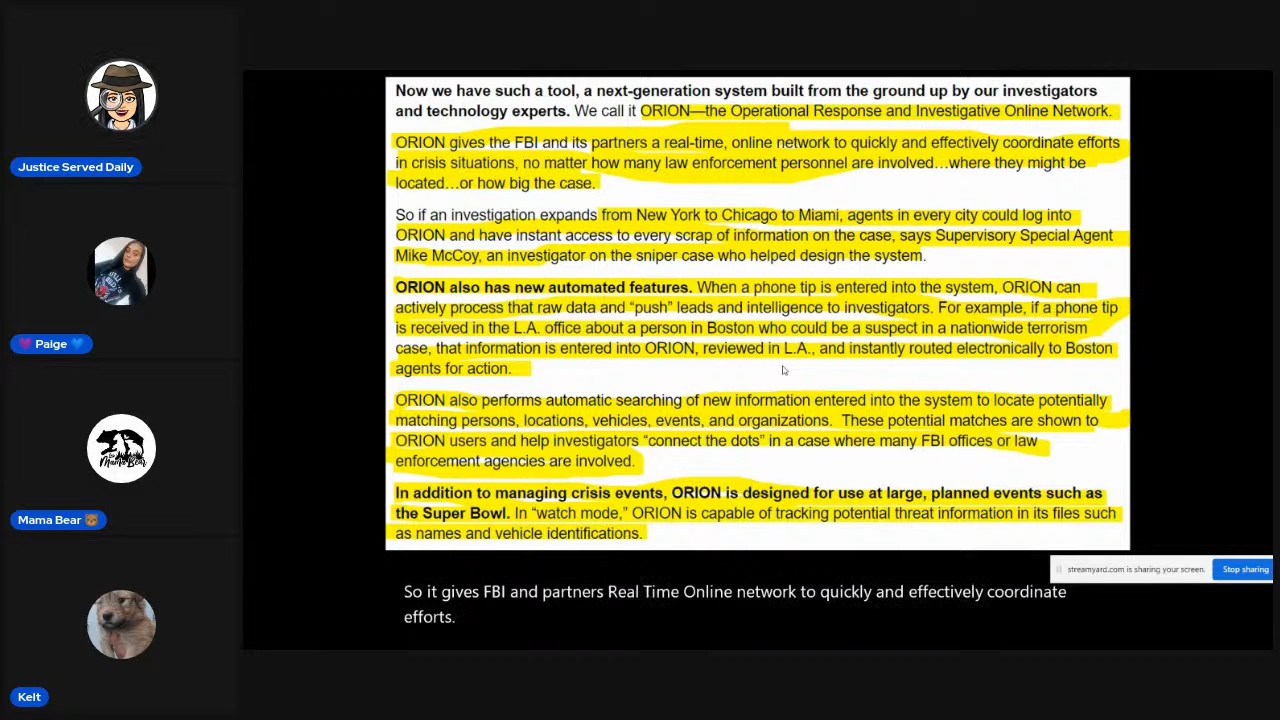 Justice Served Daily
💗 Paige 💙
The Mama Bear
Mama Bear 🐻
Kelt
Now we have such a tool, a next-generation system built from the ground up by our investigators
and technology experts. We call it ORION—the Operational Response and Investigative Online Network.
ORION gives the FBI and its partners a real-time, online network to quickly and effectively coordinate efforts
in crisis situations, no matter how many law enforcement personnel are involved…where they might be
located…or how big the case.
So if an investigation expands from New York to Chicago to Miami, agents in every city could log into
ORION and have instant access to every scrap of information on the case, says Supervisory Special Agent
Mike McCoy, an investigator on the sniper case who helped design the system.
ORION also has new automated features. When a phone tip is entered into the system, ORION can
actively process that raw data and “push” leads and intelligence to investigators. For example, if a phone tip
is received in the L.A. office about a person in Boston who could be a suspect in a nationwide terrorism
case, that information is entered into ORION, reviewed in L.A., and instantly routed electronically to Boston
agents for action.
ORION also performs automatic searching of new information entered into the system to locate potentially
matching persons, locations, vehicles, events, and organizations. These potential matches are shown to
ORION users and help investigators “connect the dots” in a case where many FBI offices or law
enforcement agencies are involved.
In addition to managing crisis events, ORION is designed for use at large, planned events such as
the Super Bowl. In “watch mode,” ORION is capable of tracking potential threat information in its files such
as names and vehicle identifications.
streamyard.com is sharing your screen. Stop sharing
So it gives FBI and partners Real Time Online network to quickly and effectively coordinate
efforts.